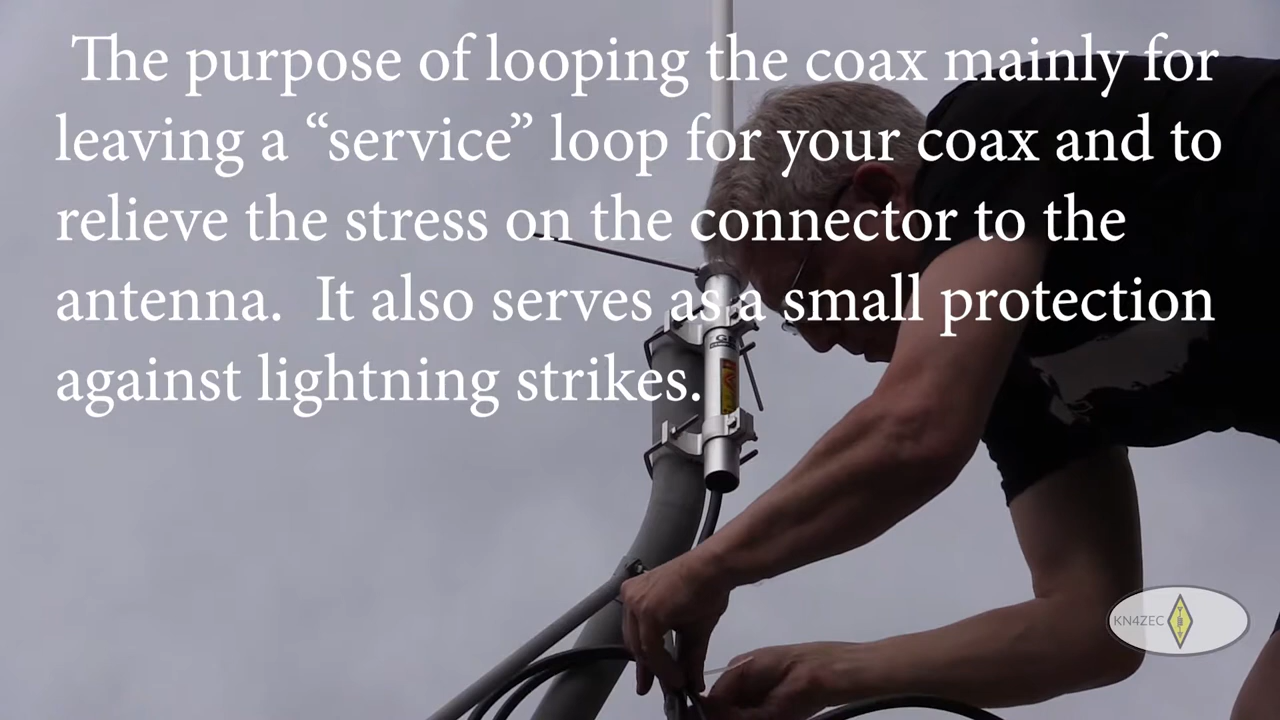 The purpose of looping the coax mainly for
leaving a “service” loop for your coax and to
relieve the stress on the connector to the
antenna.  It also serves as a small protection
against lightning strikes.
KN4ZEC